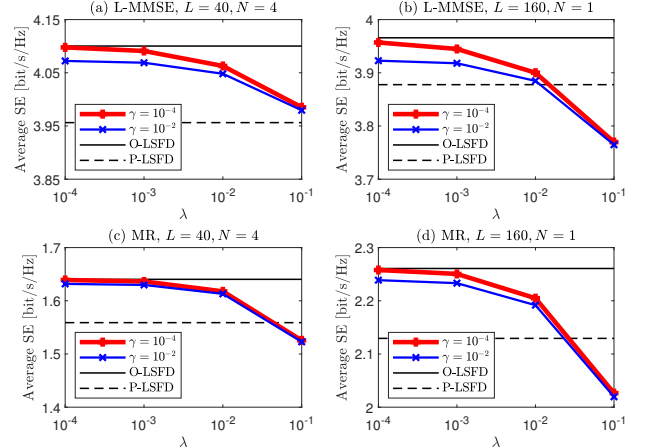 (a) L-MMSE, L = 40, N = 4
4.15
4.05
3.95
3.85
Average SE [bit/s/Hz]
γ = 10⁻⁴
γ = 10⁻²
O-LSFD
P-LSFD
10⁻⁴ 10⁻³ 10⁻² 10⁻¹
λ
(b) L-MMSE, L = 160, N = 1
4
3.9
3.8
3.7
Average SE [bit/s/Hz]
γ = 10⁻⁴
γ = 10⁻²
O-LSFD
P-LSFD
10⁻⁴ 10⁻³ 10⁻² 10⁻¹
λ
(c) MR, L = 40, N = 4
1.7
1.6
1.5
1.4
Average SE [bit/s/Hz]
γ = 10⁻⁴
γ = 10⁻²
O-LSFD
P-LSFD
10⁻⁴ 10⁻³ 10⁻² 10⁻¹
λ
(d) MR, L = 160, N = 1
2.3
2.2
2.1
2
Average SE [bit/s/Hz]
γ = 10⁻⁴
γ = 10⁻²
O-LSFD
P-LSFD
10⁻⁴ 10⁻³ 10⁻² 10⁻¹
λ